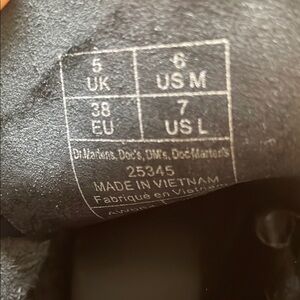 5 6
UK US M
38 7
EU US L
Dr.Martens, Doc's, DM's, Doc Marten's
25345
MADE IN VIETNAM
Fabriqué en Vietnam